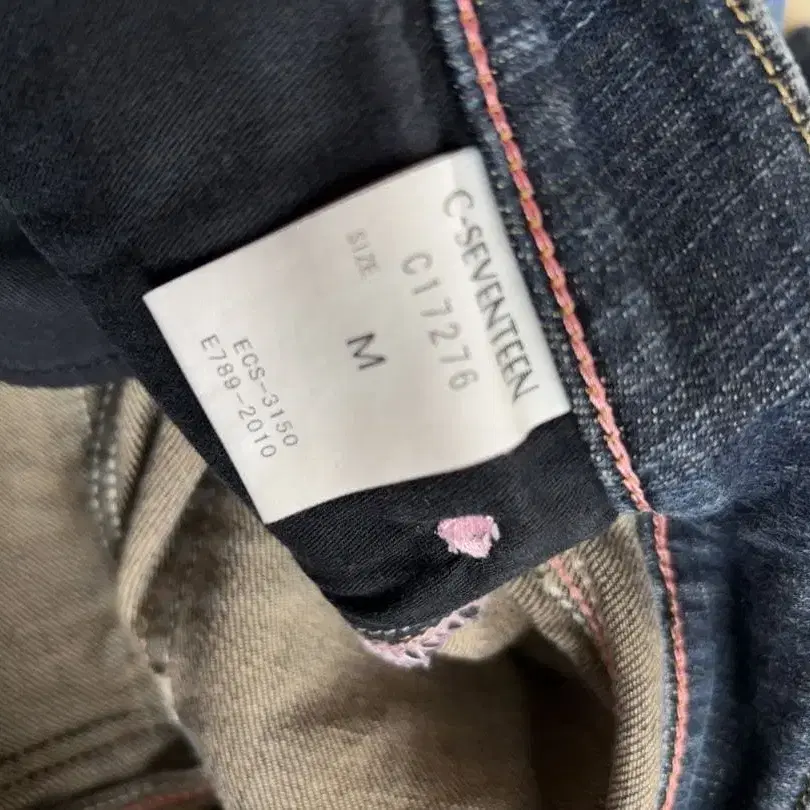 C-SEVENTEEN
C17276
SIZE
M
ECS-3150
E789-2010